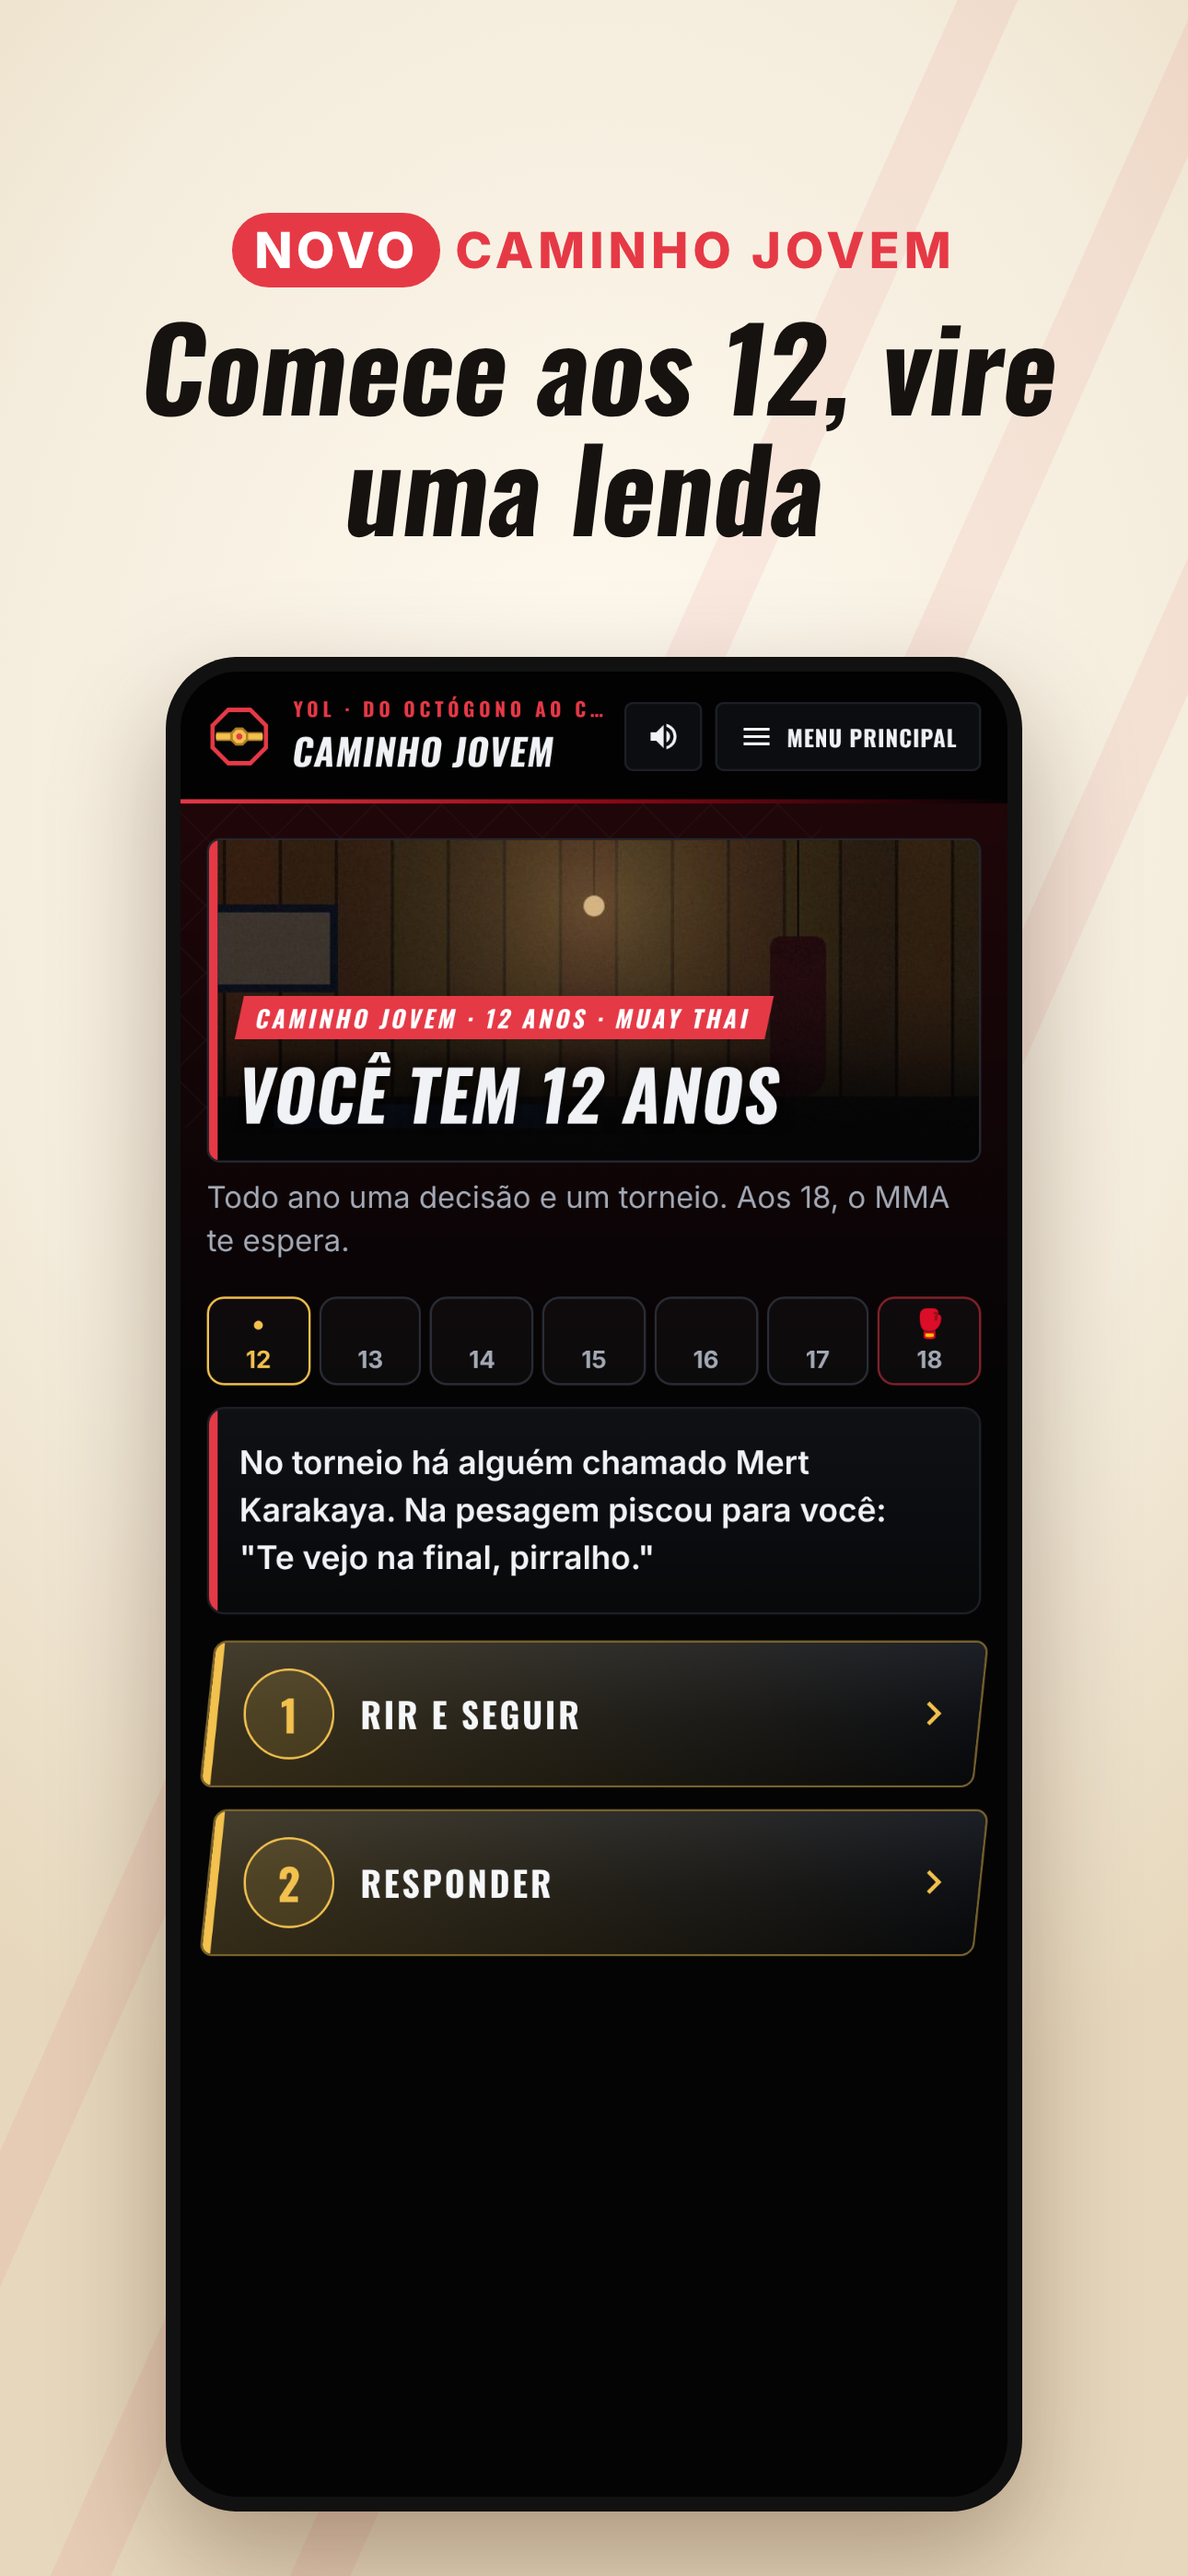 NOVO CAMINHO JOVEM
Comece aos 12, vire
uma lenda
YOL · DO OCTÓGONO AO C…
CAMINHO JOVEM
MENU PRINCIPAL
CAMINHO JOVEM · 12 ANOS · MUAY THAI
VOCÊ TEM 12 ANOS
Todo ano uma decisão e um torneio. Aos 18, o MMA
te espera.
12 13 14 15 16 17 18
No torneio há alguém chamado Mert
Karakaya. Na pesagem piscou para você:
"Te vejo na final, pirralho."
1 RIR E SEGUIR
2 RESPONDER